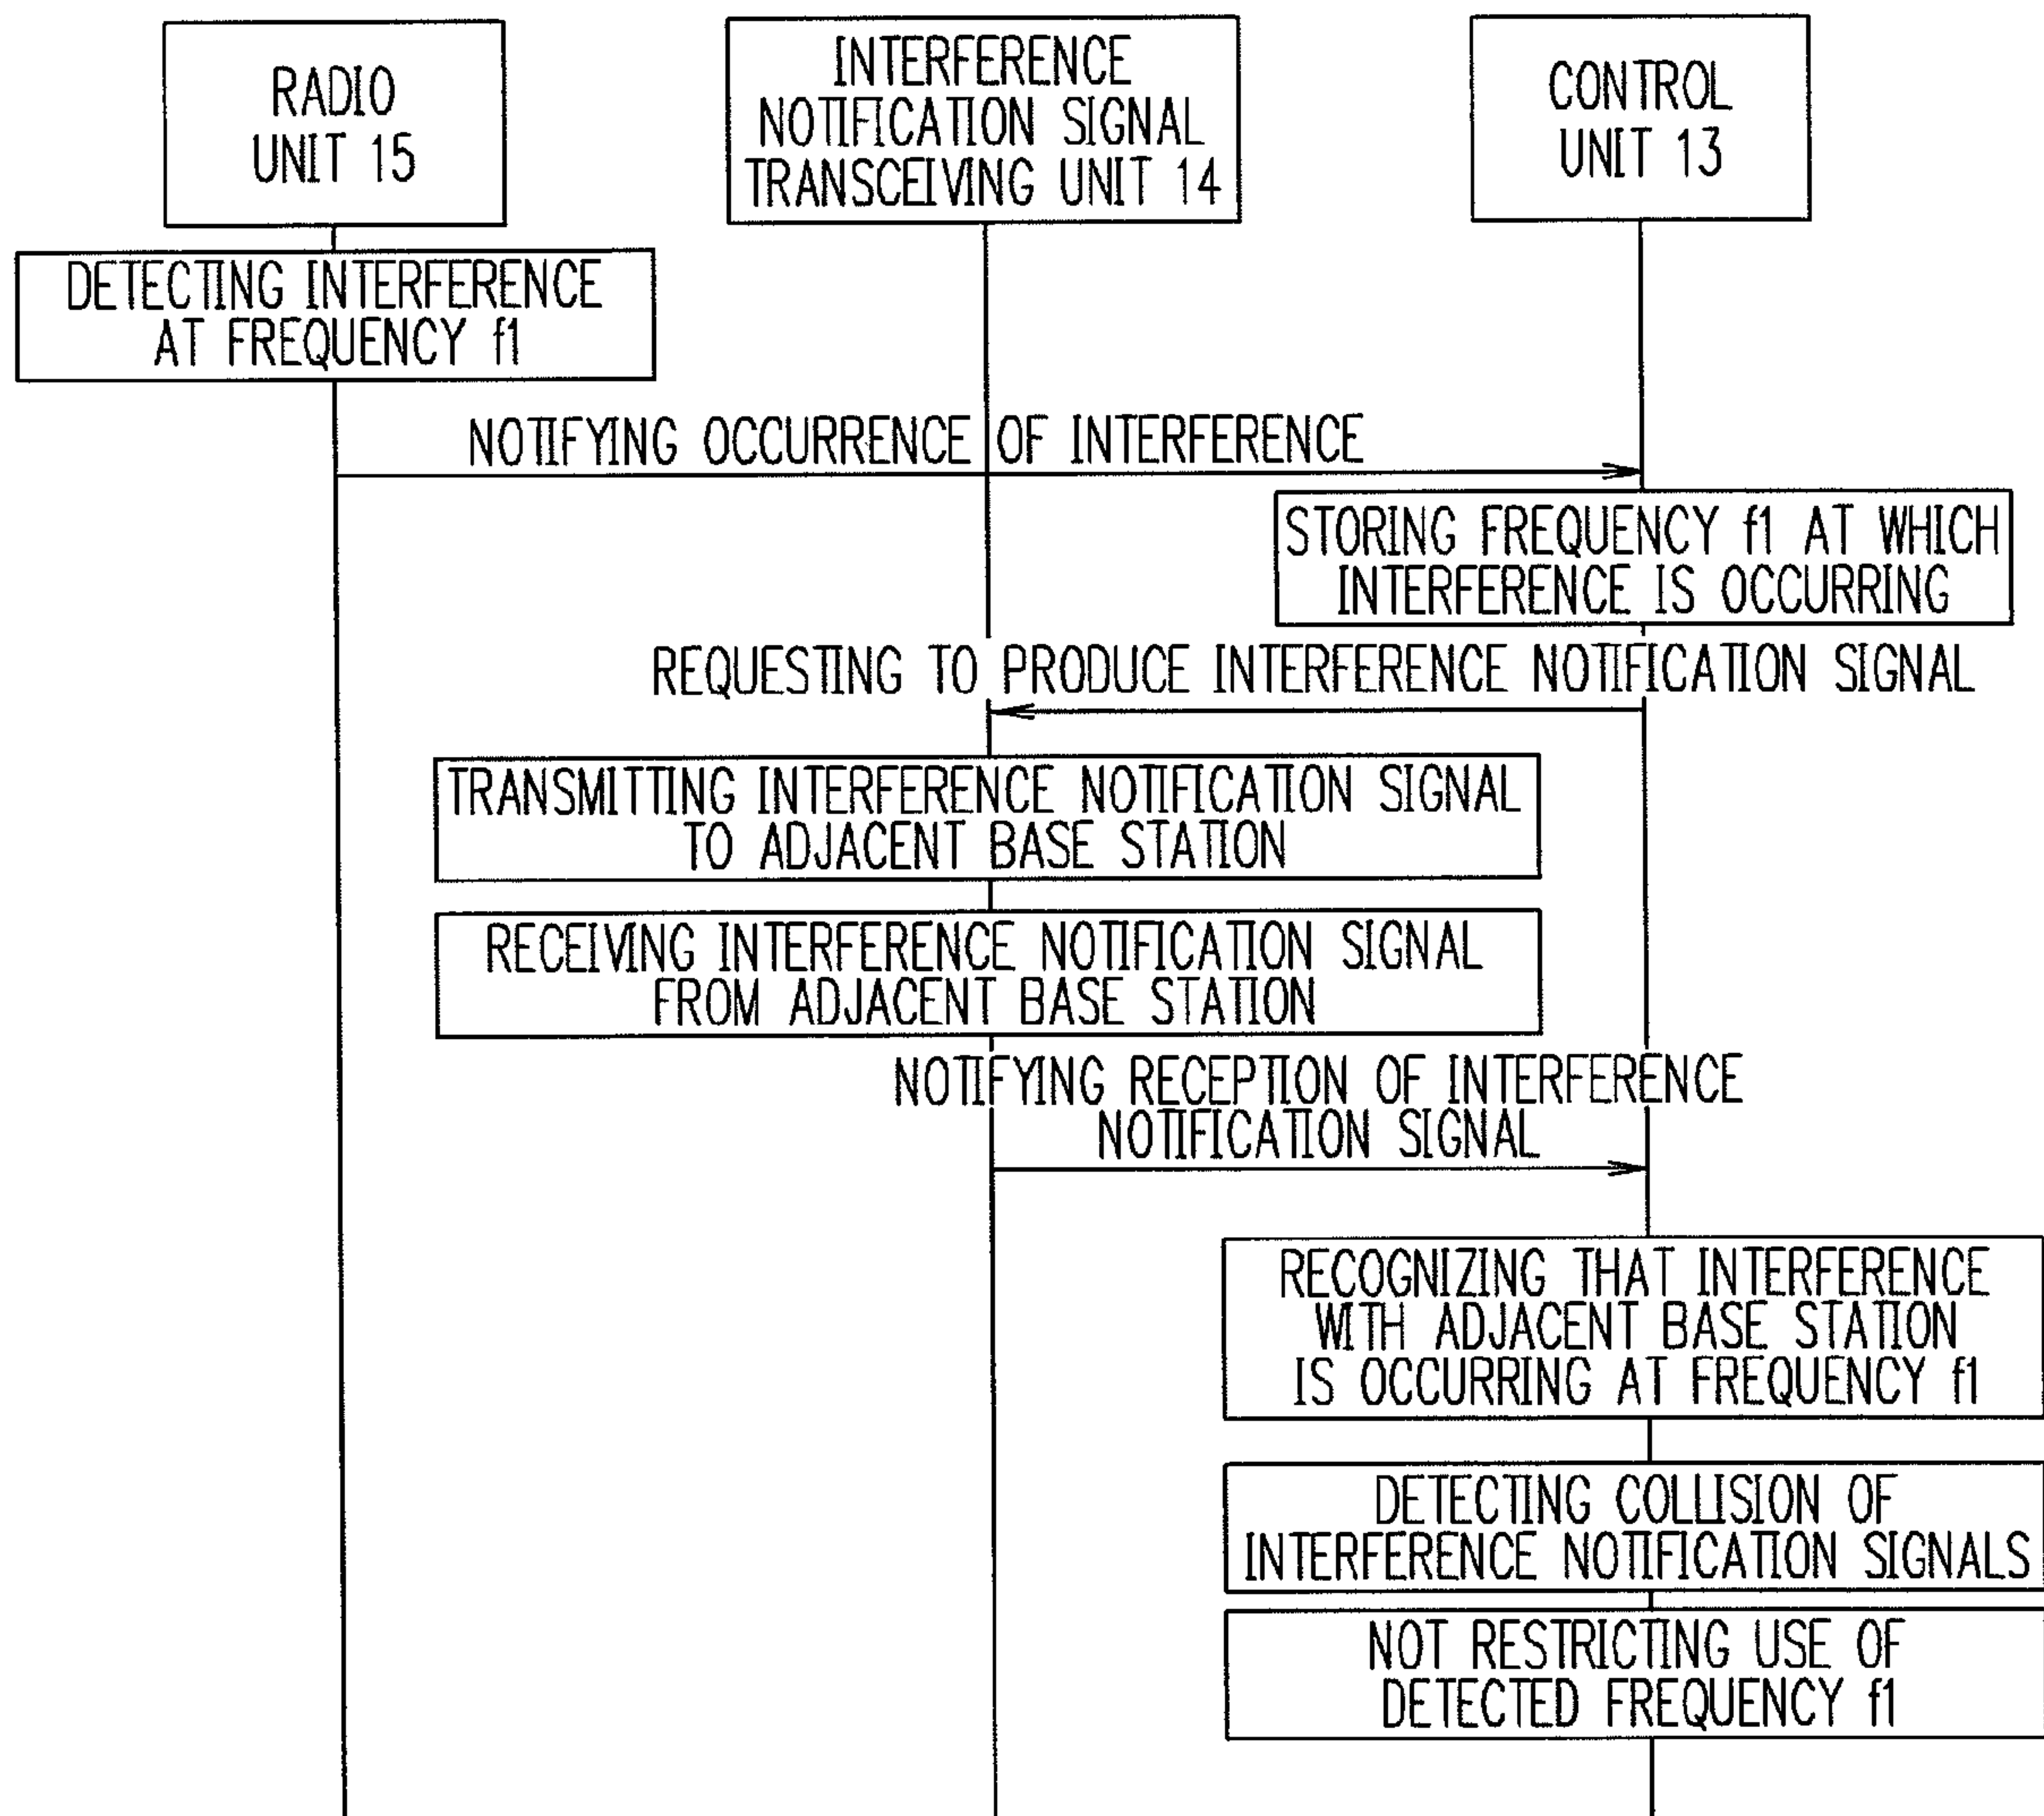 RADIO
UNIT 15
INTERFERENCE
NOTIFICATION SIGNAL
TRANSCEIVING UNIT 14
CONTROL
UNIT 13
DETECTING INTERFERENCE
AT FREQUENCY f1
NOTIFYING OCCURRENCE OF INTERFERENCE
STORING FREQUENCY f1 AT WHICH
INTERFERENCE IS OCCURRING
REQUESTING TO PRODUCE INTERFERENCE NOTIFICATION SIGNAL
TRANSMITTING INTERFERENCE NOTIFICATION SIGNAL
TO ADJACENT BASE STATION
RECEIVING INTERFERENCE NOTIFICATION SIGNAL
FROM ADJACENT BASE STATION
NOTIFYING RECEPTION OF INTERFERENCE
NOTIFICATION SIGNAL
RECOGNIZING THAT INTERFERENCE
WITH ADJACENT BASE STATION
IS OCCURRING AT FREQUENCY f1
DETECTING COLLISION OF
INTERFERENCE NOTIFICATION SIGNALS
NOT RESTRICTING USE OF
DETECTED FREQUENCY f1